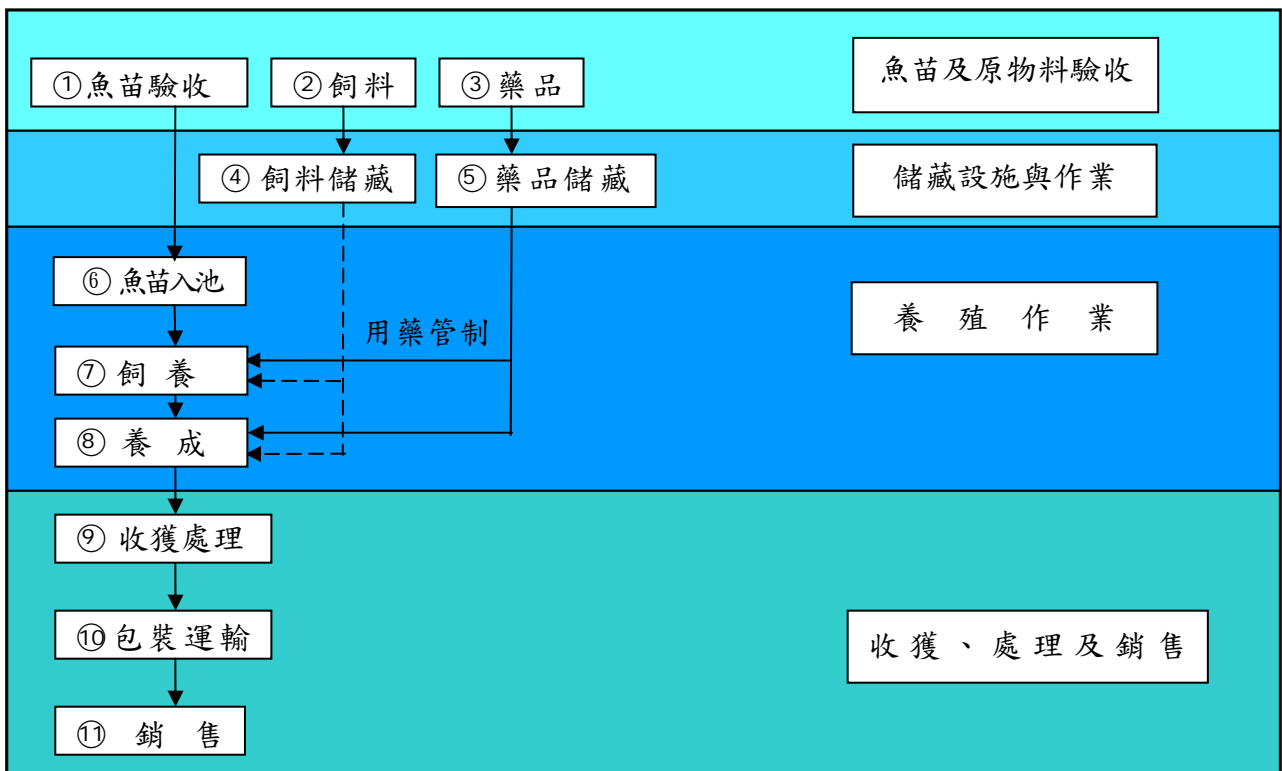 ①魚苗驗收
②飼料
③藥品
魚苗及原物料驗收
④飼料儲藏
⑤藥品儲藏
儲藏設施與作業
⑥魚苗入池
養殖作業
用藥管制
⑦飼養
⑧養成
⑨收獲處理
⑩包裝運輸
收獲、處理及銷售
⑪銷售